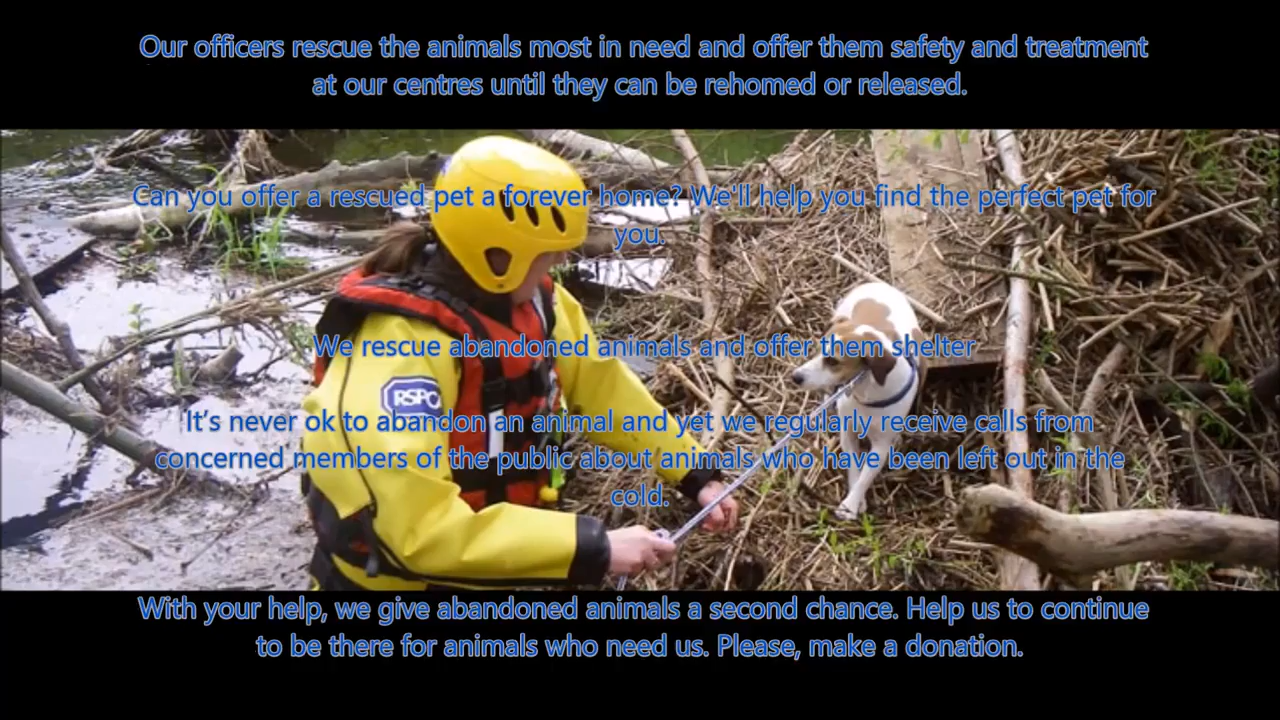 Our officers rescue the animals most in need and offer them safety and treatment
at our centres until they can be rehomed or released.
Can you offer a rescued pet a forever home? We'll help you find the perfect pet for
you.
We rescue abandoned animals and offer them shelter
RSPCA
It’s never ok to abandon an animal and yet we regularly receive calls from
concerned members of the public about animals who have been left out in the
cold.
With your help, we give abandoned animals a second chance. Help us to continue
to be there for animals who need us. Please, make a donation.